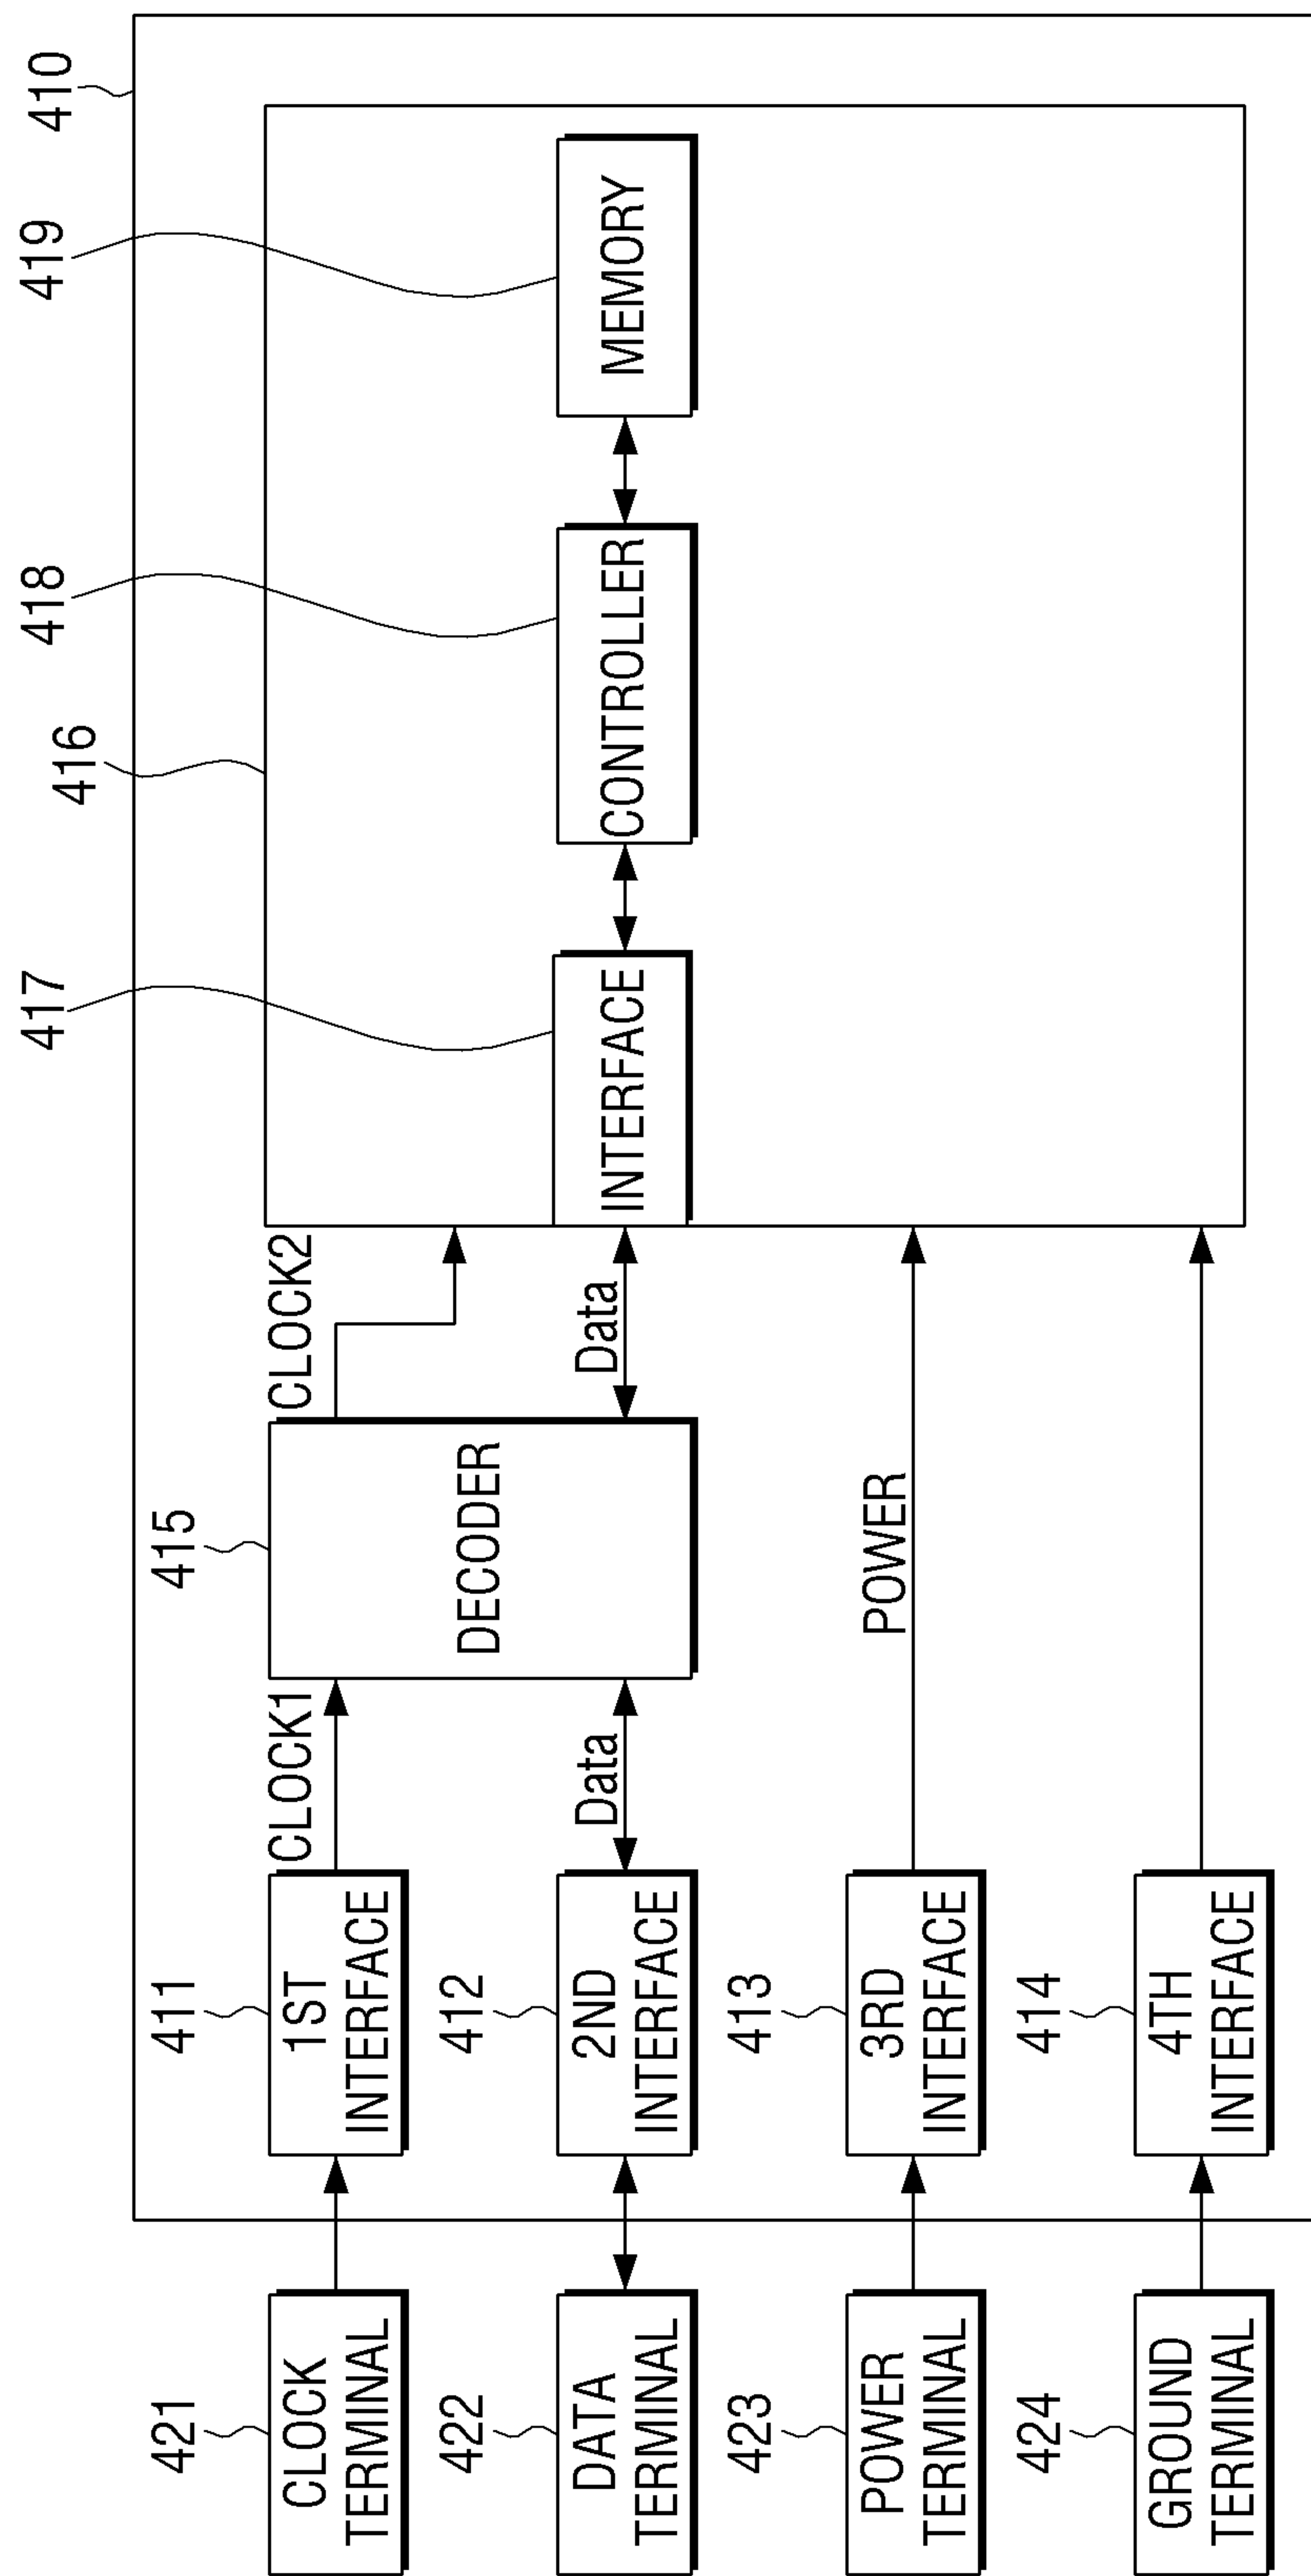 410
419
418
416
417
MEMORY
CONTROLLER
INTERFACE
CLOCK2
Data
415
DECODER
POWER
CLOCK1
Data
411
1ST
INTERFACE
412
2ND
INTERFACE
413
3RD
INTERFACE
414
4TH
INTERFACE
421
CLOCK
TERMINAL
422
DATA
TERMINAL
423
POWER
TERMINAL
424
GROUND
TERMINAL